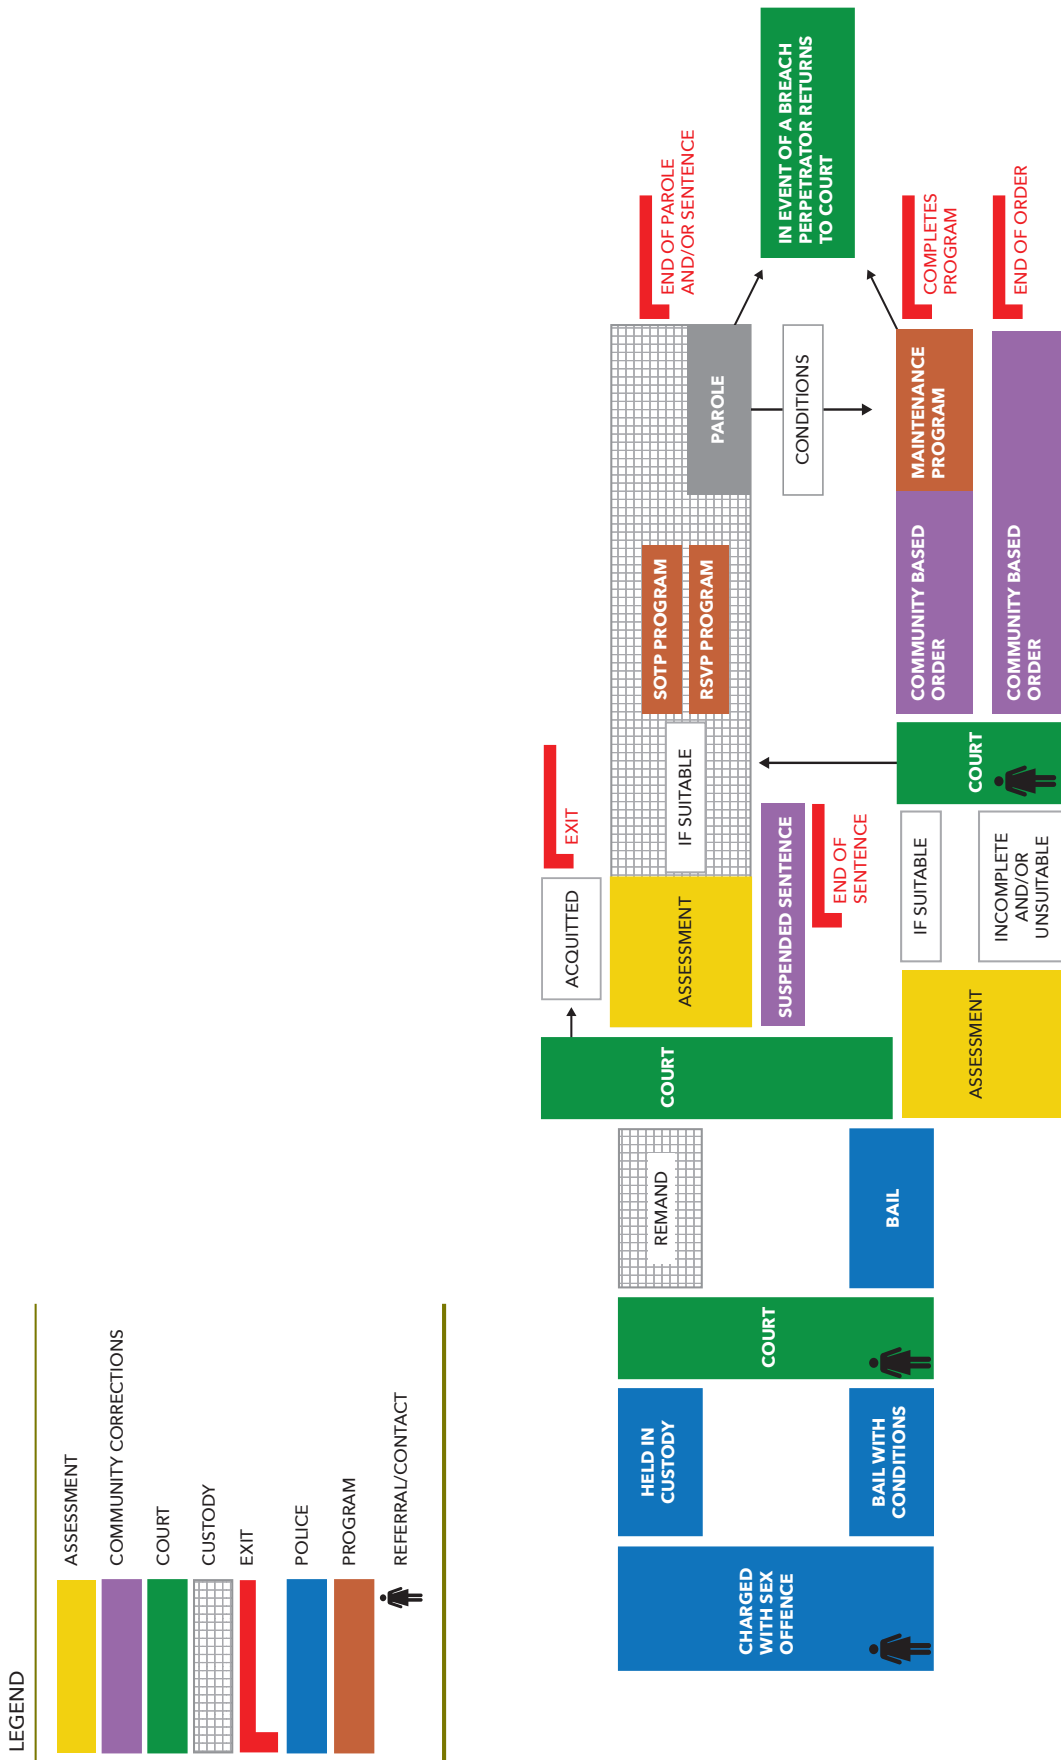 LEGEND
ASSESSMENT
COMMUNITY CORRECTIONS
COURT
CUSTODY
EXIT
POLICE
PROGRAM
REFERRAL/CONTACT
CHARGED
WITH SEX
OFFENCE
HELD IN
CUSTODY
BAIL WITH
CONDITIONS
COURT
REMAND
BAIL
COURT
ACQUITTED
EXIT
ASSESSMENT
IF SUITABLE
SOTP PROGRAM
RSVP PROGRAM
PAROLE
END OF PAROLE
AND/OR SENTENCE
SUSPENDED SENTENCE
END OF
SENTENCE
CONDITIONS
IN EVENT OF A BREACH
PERPETRATOR RETURNS
TO COURT
ASSESSMENT
IF SUITABLE
INCOMPLETE
AND/OR
UNSUITABLE
COURT
COMMUNITY BASED
ORDER
MAINTENANCE
PROGRAM
COMPLETES
PROGRAM
COMMUNITY BASED
ORDER
END OF ORDER